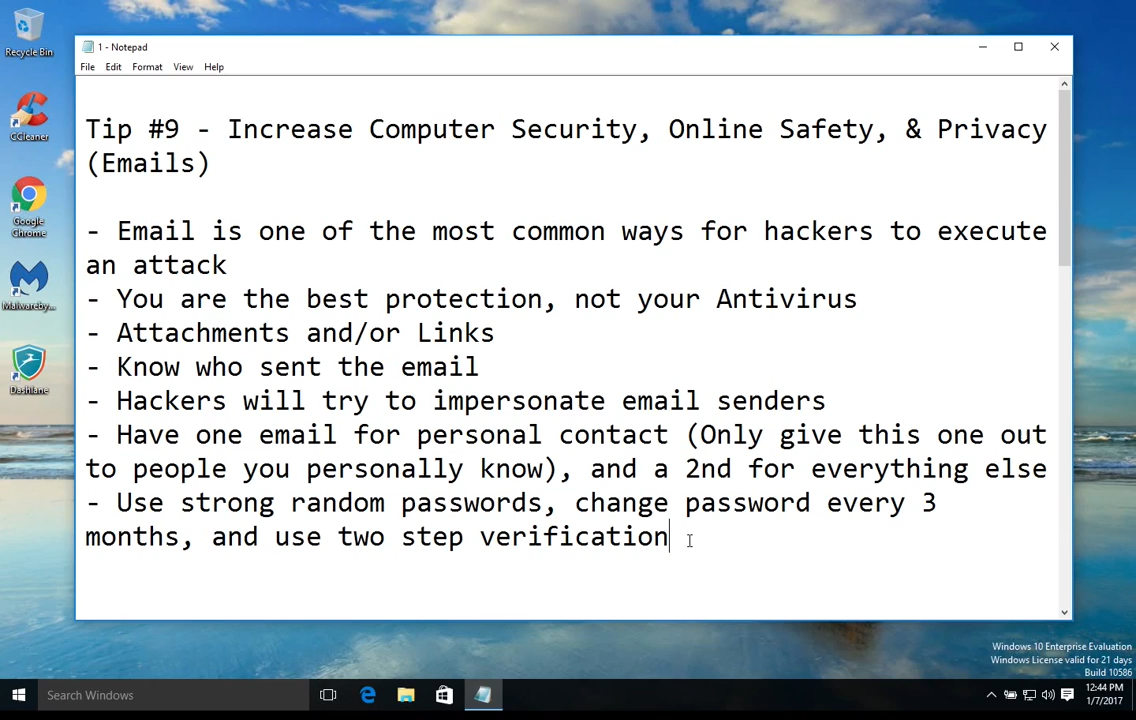 Recycle Bin
CCleaner
Google
Chrome
Malwareby...
Dashlane
1 - Notepad
File Edit Format View Help
Tip #9 - Increase Computer Security, Online Safety, & Privacy
(Emails)
- Email is one of the most common ways for hackers to execute
an attack
- You are the best protection, not your Antivirus
- Attachments and/or Links
- Know who sent the email
- Hackers will try to impersonate email senders
- Have one email for personal contact (Only give this one out
to people you personally know), and a 2nd for everything else
- Use strong random passwords, change password every 3
months, and use two step verification
Windows 10 Enterprise Evaluation
Windows License valid for 21 days
Build 10586
Search Windows
12:44 PM
1/7/2017